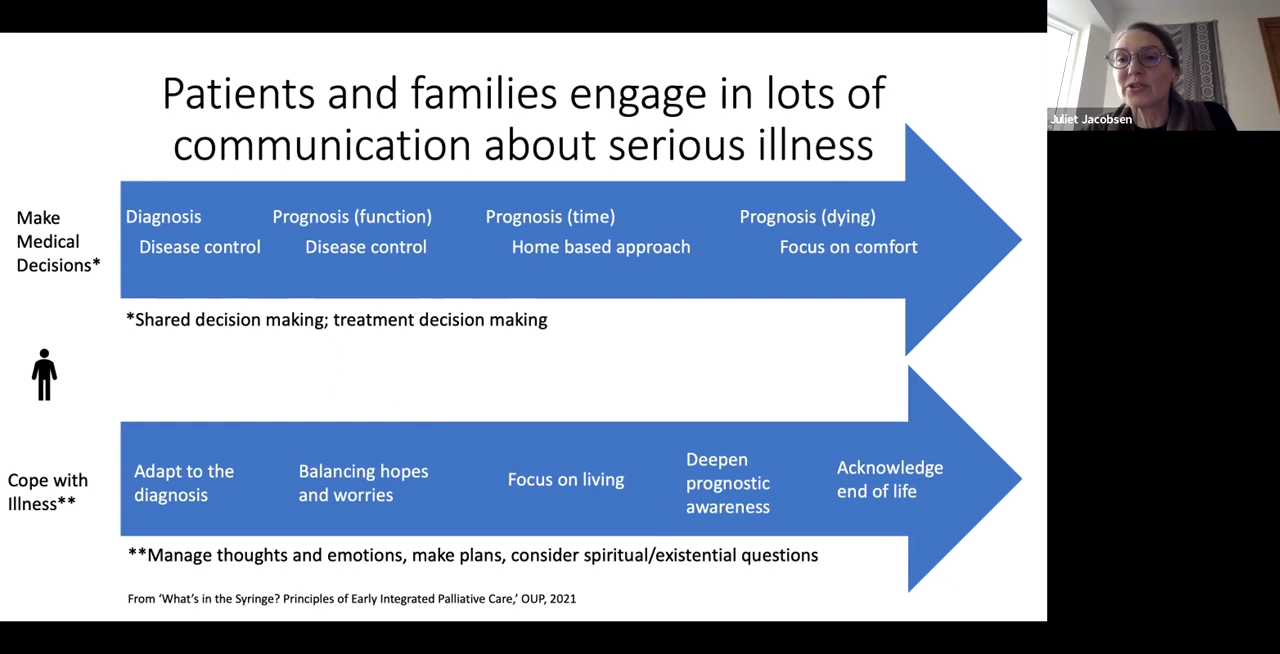 Patients and families engage in lots of
communication about serious illness
Juliet Jacobsen
Make
Medical
Decisions*
Diagnosis
Prognosis (function)
Prognosis (time)
Prognosis (dying)
Disease control
Disease control
Home based approach
Focus on comfort
*Shared decision making; treatment decision making
Cope with
Illness**
Adapt to the
diagnosis
Balancing hopes
and worries
Focus on living
Deepen
prognostic
awareness
Acknowledge
end of life
**Manage thoughts and emotions, make plans, consider spiritual/existential questions
From ‘What’s in the Syringe? Principles of Early Integrated Palliative Care,’ OUP, 2021